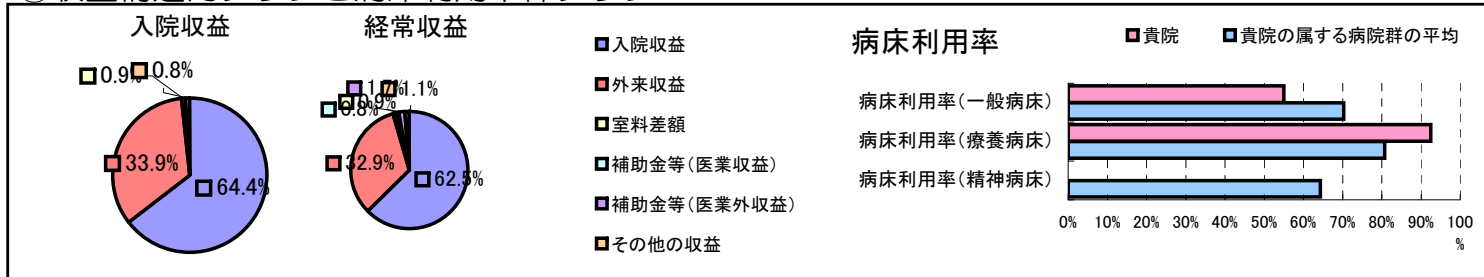 入院収益
0.9%
0.8%
33.9%
64.4%
経常収益
1.7%
1.1%
0.9%
0.8%
32.9%
62.5%
入院収益
外来収益
室料差額
補助金等(医業収益)
補助金等(医業外収益)
その他の収益
病床利用率
貴院
貴院の属する病院群の平均
病床利用率(一般病床)
病床利用率(療養病床)
病床利用率(精神病床)
0% 10% 20% 30% 40% 50% 60% 70% 80% 90% 100
%